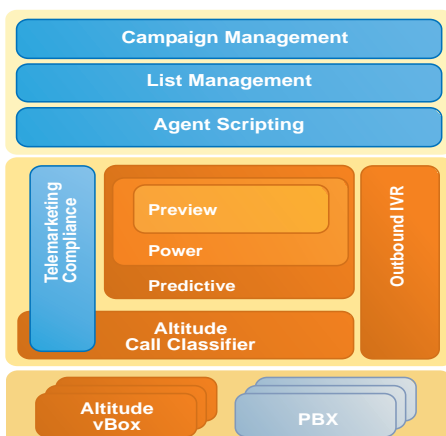 Campaign Management
List Management
Agent Scripting
Telemarketing
Compliance
Preview
Power
Predictive
Outbound IVR
Altitude
Call Classifier
Altitude
vBox
PBX